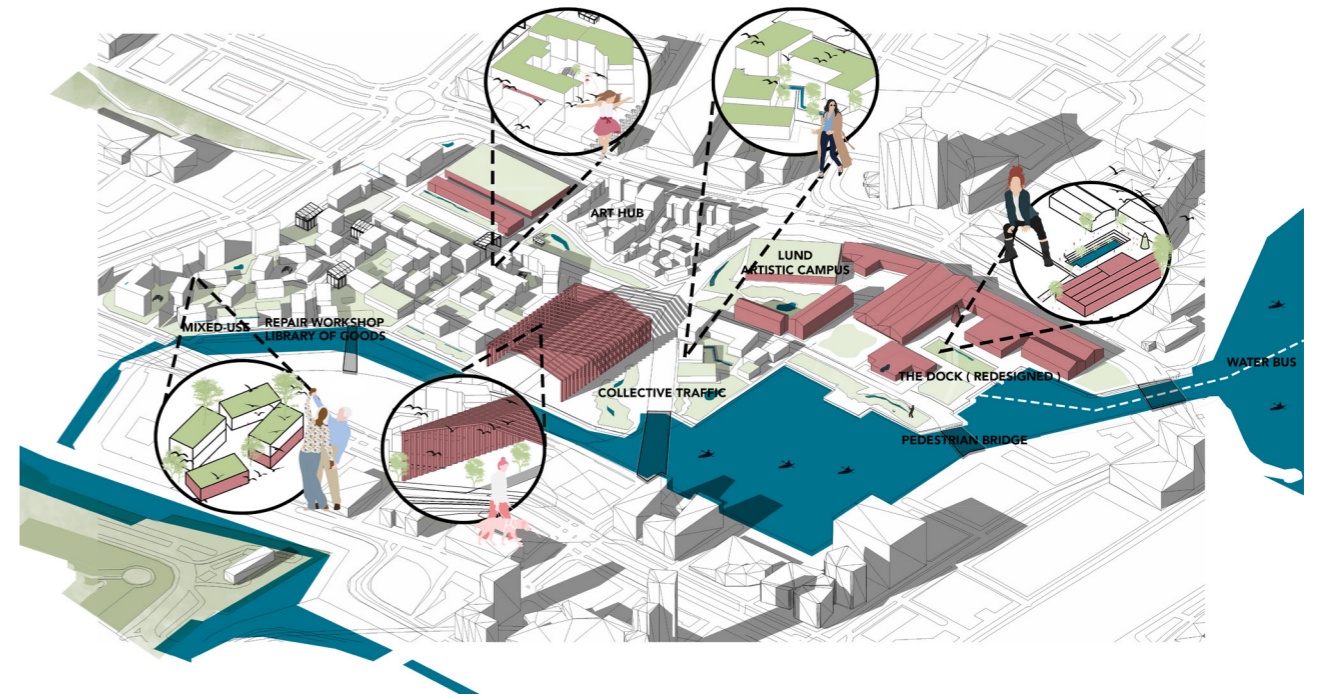 ART HUB
LUND
ARTISTIC CAMPUS
MIXED-USE
REPAIR WORKSHOP
LIBRARY OF GOODS
COLLECTIVE TRAFFIC
THE DOCK ( REDESIGNED )
WATER BUS
PEDESTRIAN BRIDGE